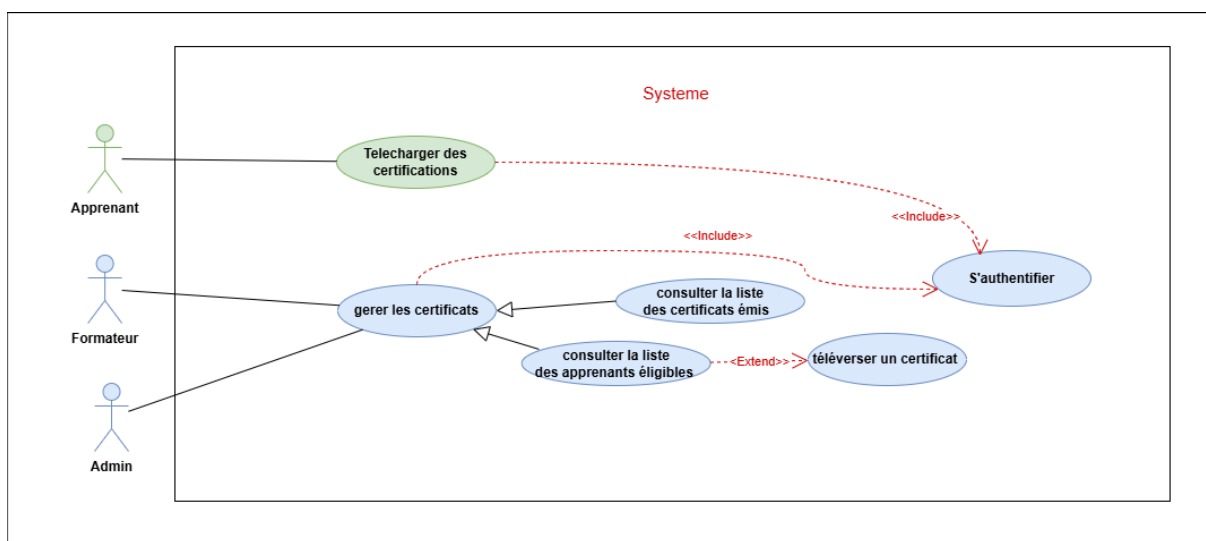 Systeme
Telecharger des
certifications
Apprenant
<<Include>>
<<Include>>
S'authentifier
consulter la liste
des certificats émis
gerer les certificats
Formateur
consulter la liste
des apprenants éligibles
<Extend>>
téléverser un certificat
Admin